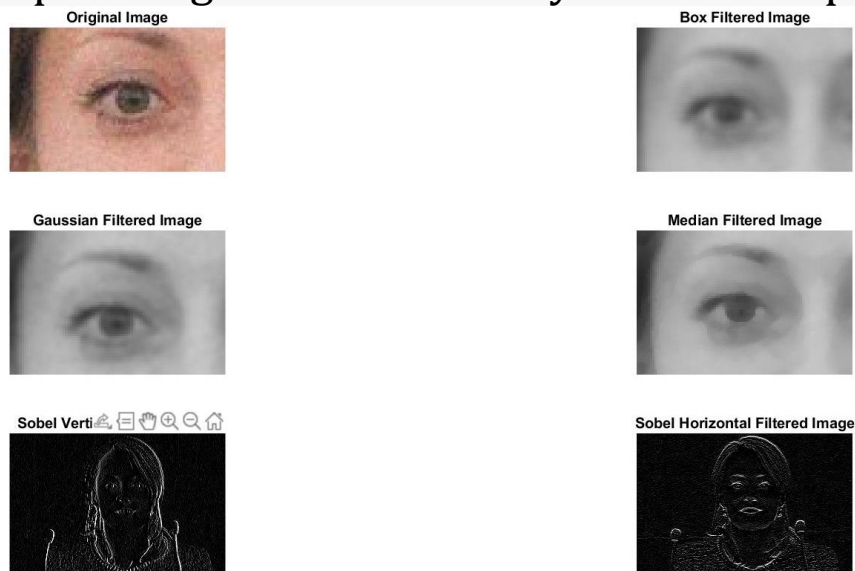 Original Image
Box Filtered Image
Gaussian Filtered Image
Median Filtered Image
Sobel Verti
Sobel Horizontal Filtered Image